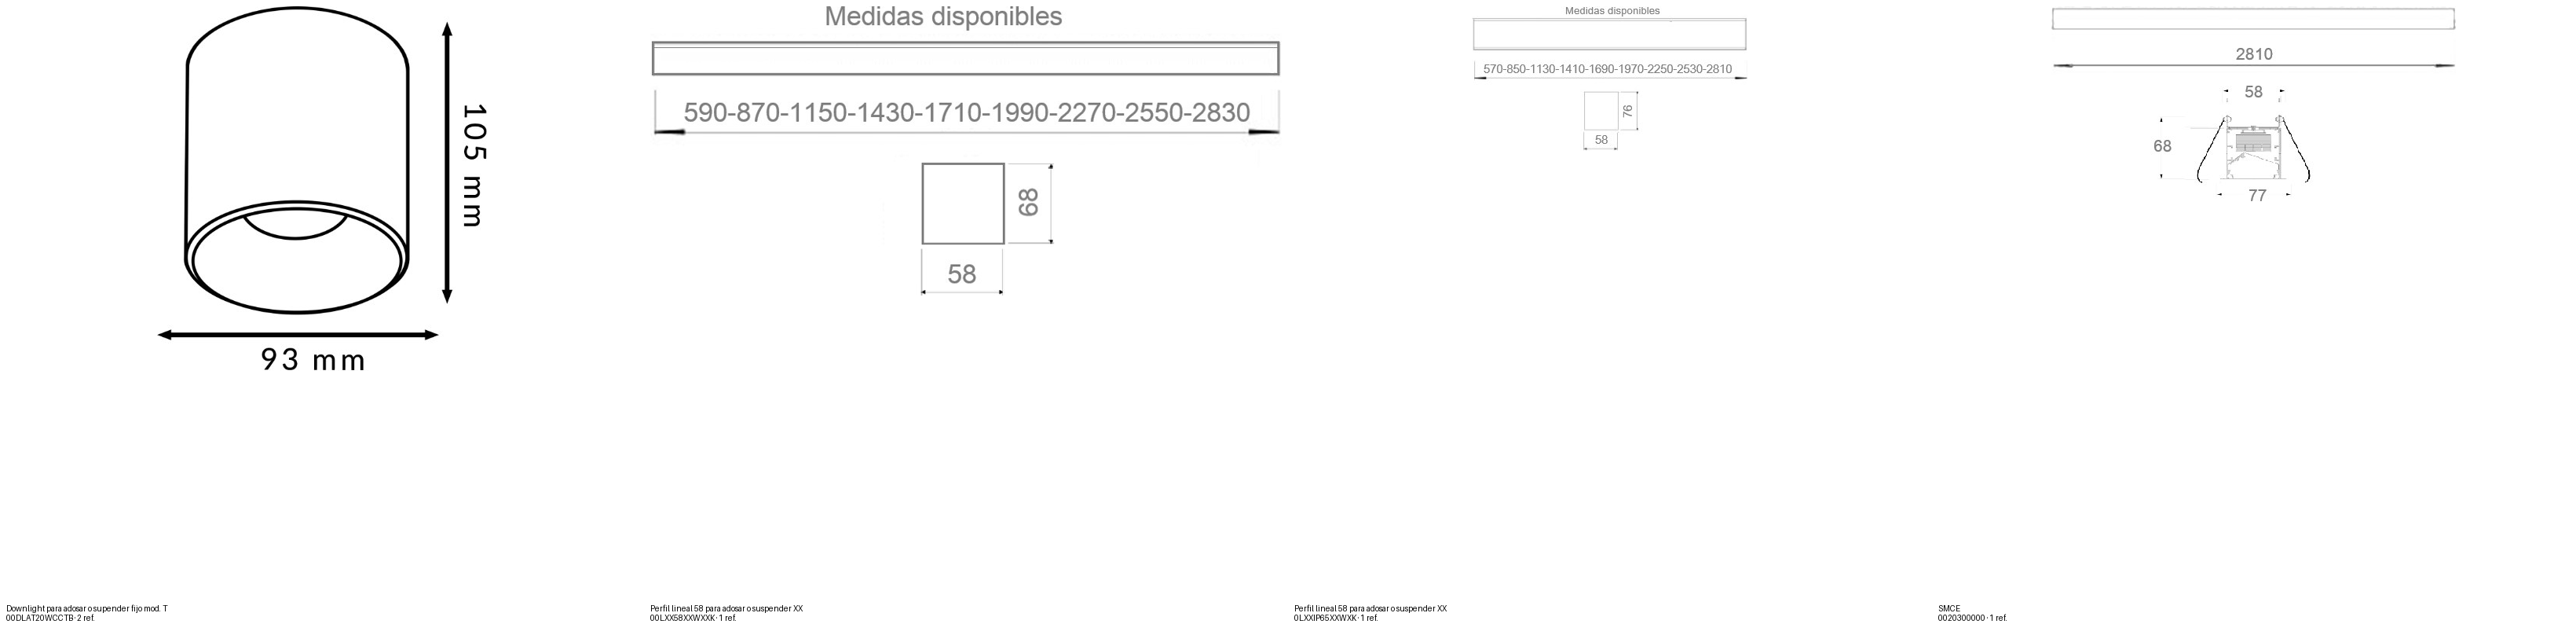 105 mm
93 mm
Downlight para adosar o supender fijo mod. T
00DLAT20WCCTB · 2 ref.
Medidas disponibles
590-870-1150-1430-1710-1990-2270-2550-2830
68
58
Perfil lineal 58 para adosar o suspender XX
00LXX58XXWXXK · 1 ref.
Medidas disponibles
570-850-1130-1410-1690-1970-2250-2530-2810
76
58
Perfil lineal 58 para adosar o suspender XX
0LXXIP65XXWXK · 1 ref.
2810
58
68
77
SMCE
0020300000 · 1 ref.